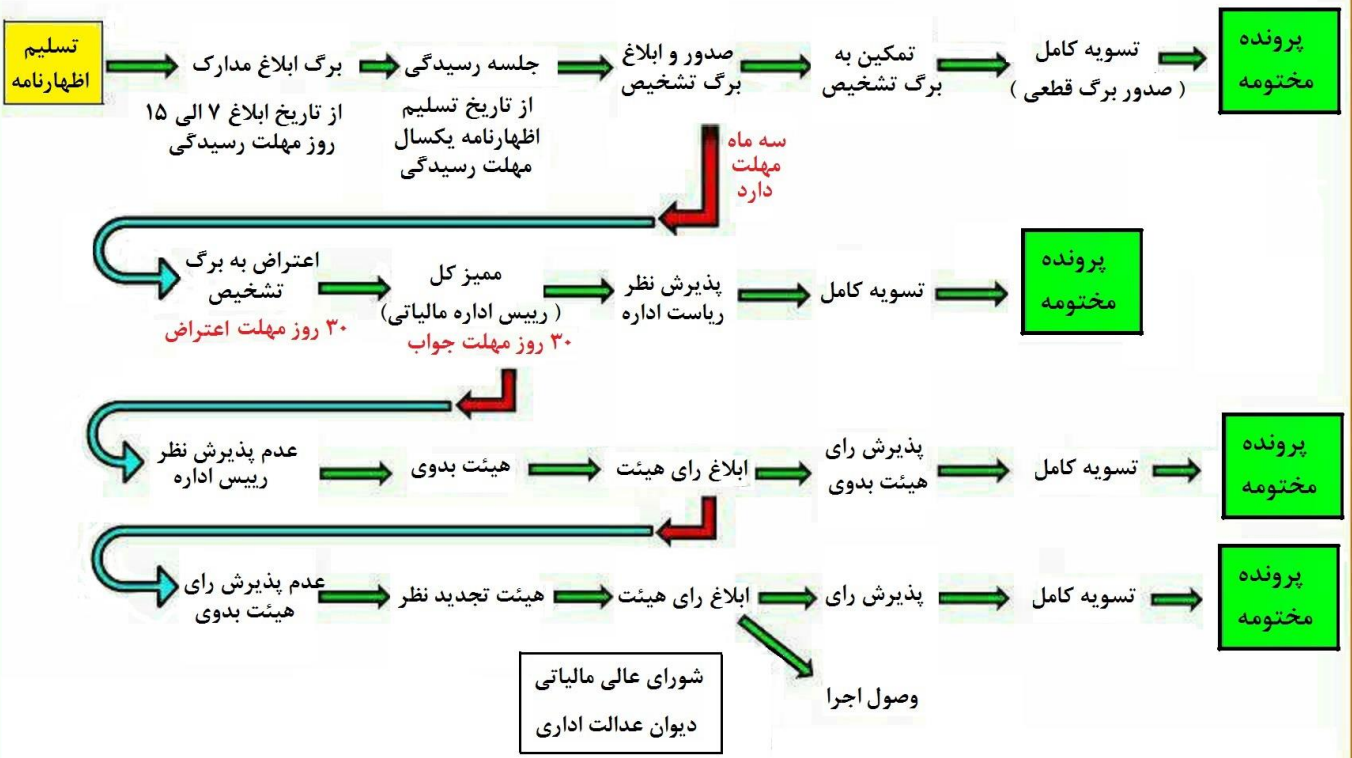 تسلیم
اظهارنامه
برگ ابلاغ مدارک
از تاریخ ابلاغ ۷ الی ۱۵
روز مهلت رسیدگی
جلسه رسیدگی
از تاریخ تسلیم
اظهارنامه یکسال
مهلت رسیدگی
صدور و ابلاغ
برگ تشخیص
تمکین به
برگ تشخیص
تسویه کامل
( صدور برگ قطعی )
پرونده
مختومه
سه ماه
مهلت
دارد
اعتراض به برگ
تشخیص
۳۰ روز مهلت اعتراض
ممیز کل
( رییس اداره مالیاتی)
۳۰ روز مهلت جواب
پذیرش نظر
ریاست اداره
تسویه کامل
پرونده
مختومه
عدم پذیرش نظر
رییس اداره
هیئت بدوی
ابلاغ رای هیئت
پذیرش رای
هیئت بدوی
تسویه کامل
پرونده
مختومه
عدم پذیرش رای
هیئت بدوی
هیئت تجدید نظر
ابلاغ رای هیئت
پذیرش رای
تسویه کامل
پرونده
مختومه
وصول اجرا
شورای عالی مالیاتی
دیوان عدالت اداری